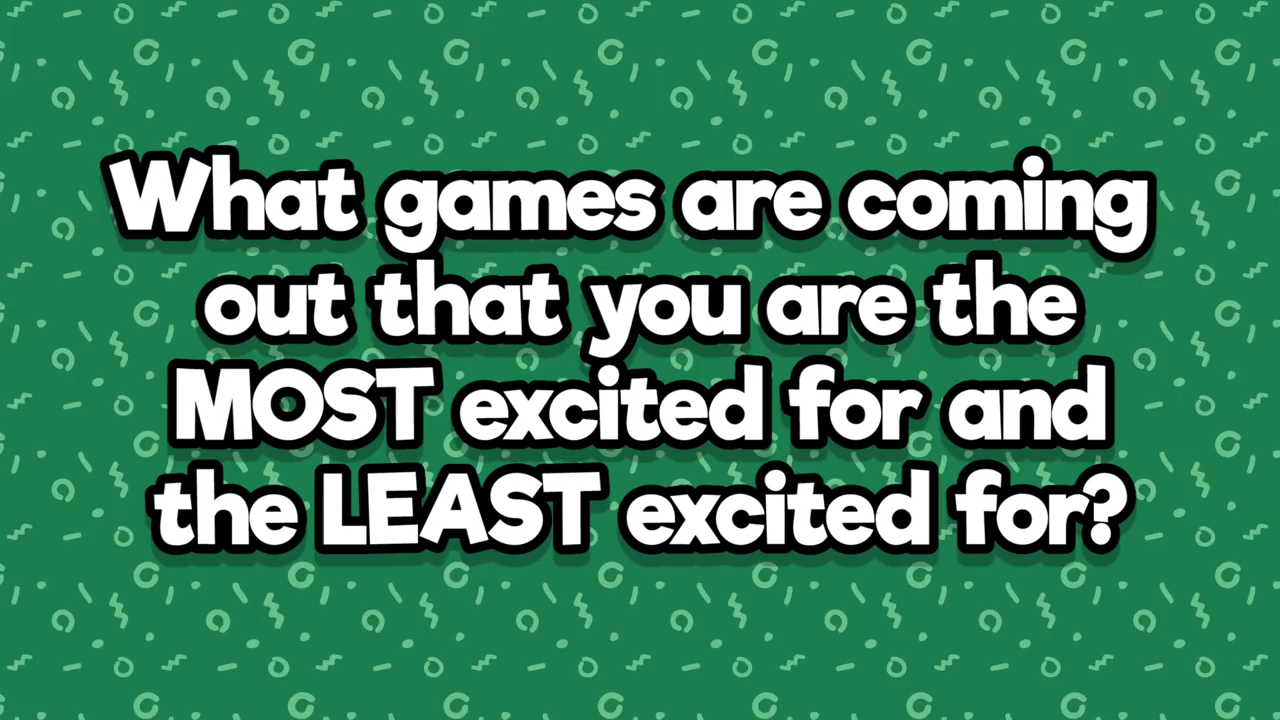 What games are coming
out that you are the
MOST excited for and
the LEAST excited for?